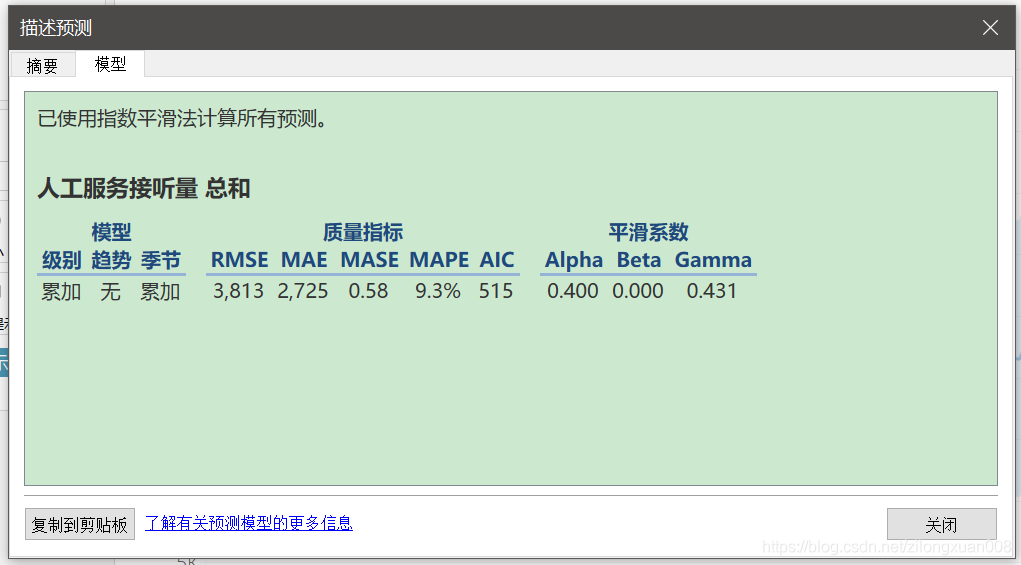 描述预测
摘要 模型
已使用指数平滑法计算所有预测。
人工服务接听量 总和
模型 质量指标 平滑系数
级别 趋势 季节 RMSE MAE MASE MAPE AIC Alpha Beta Gamma
累加 无 累加 3,813 2,725 0.58 9.3% 515 0.400 0.000 0.431
复制到剪贴板 了解有关预测模型的更多信息 关闭
https://blog.csdn.net/zilongxuan008
5K